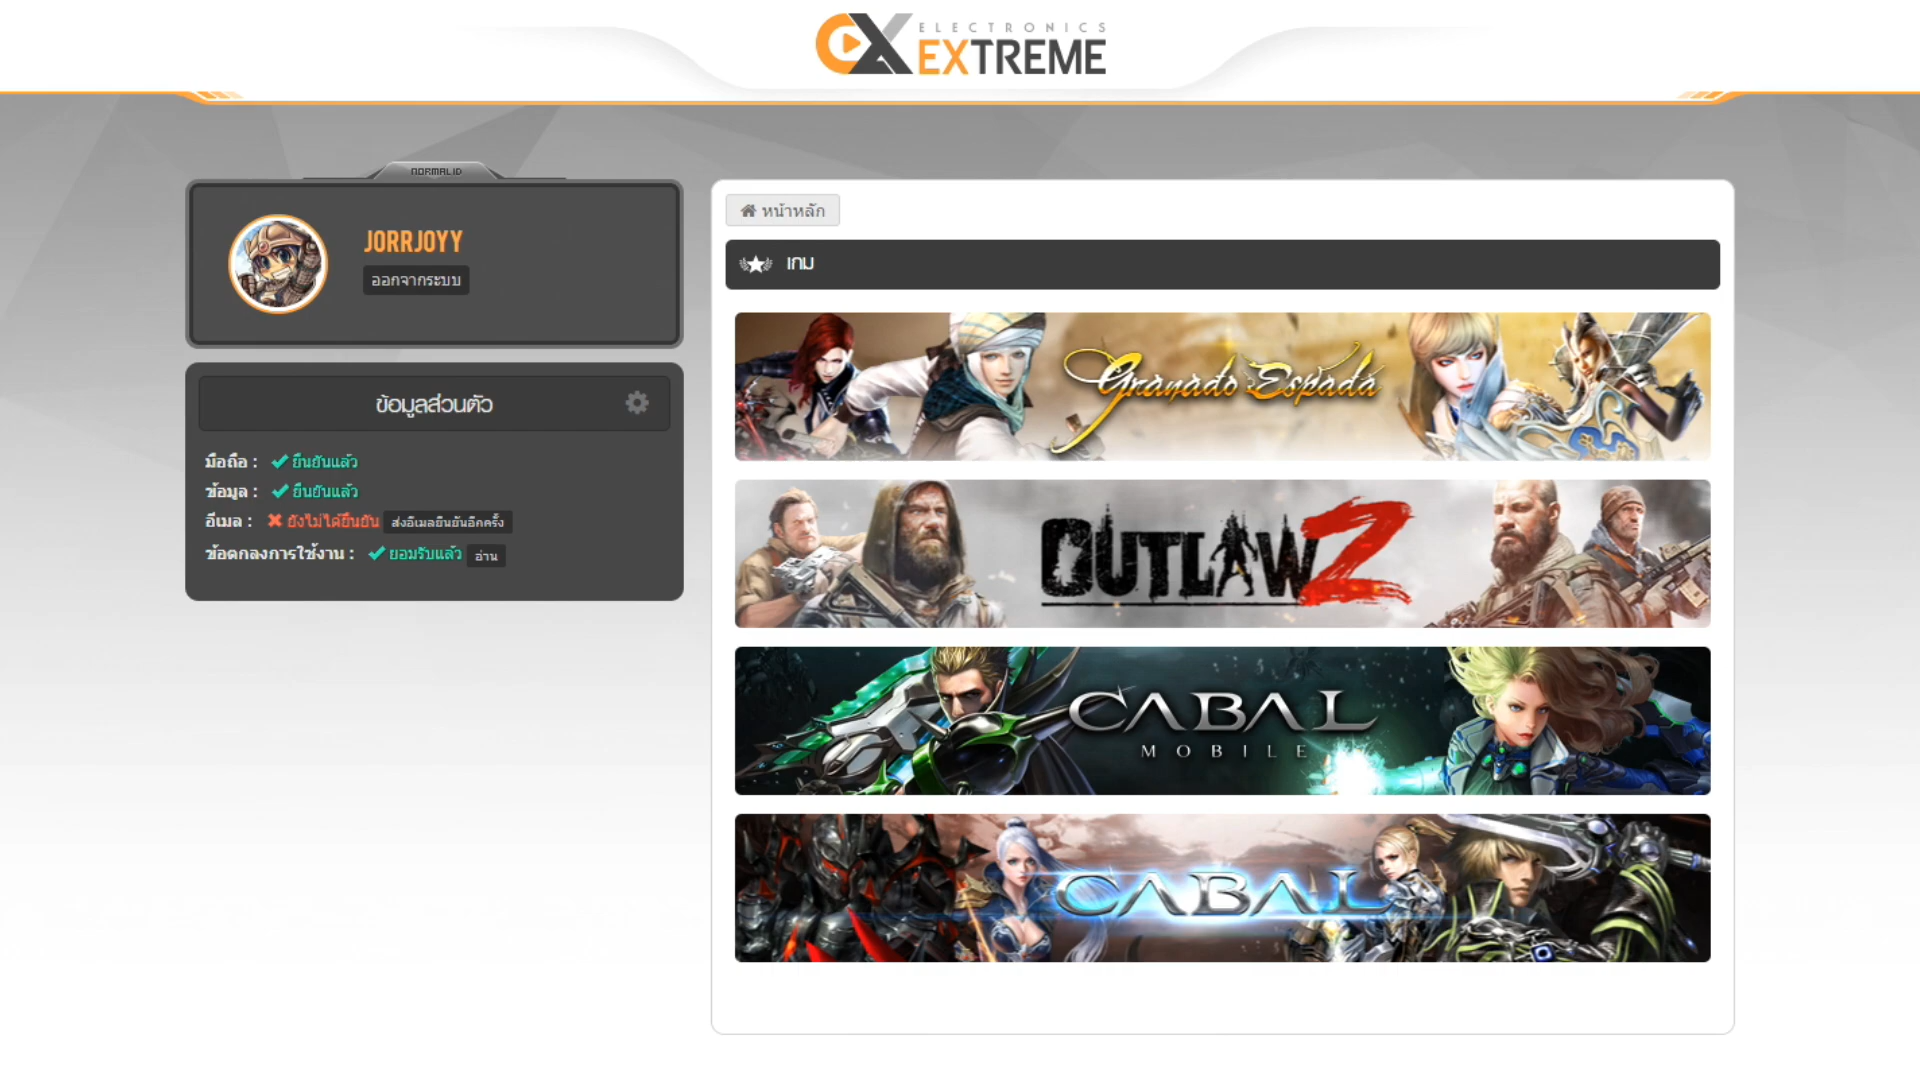 ELECTRONICS
EXTREME
NORMAL ID
JORRJOYY
ออกจากระบบ
ข้อมูลส่วนตัว
มือถือ : ยืนยันแล้ว
ข้อมูล : ยืนยันแล้ว
อีเมล : ยังไม่ได้ยืนยัน ส่งอีเมลยืนยันอีกครั้ง
ข้อตกลงการใช้งาน : ยอมรับแล้ว อ่าน
หน้าหลัก
เกม
Granado Espada
OUTLAWZ
CABAL
MOBILE
CABAL